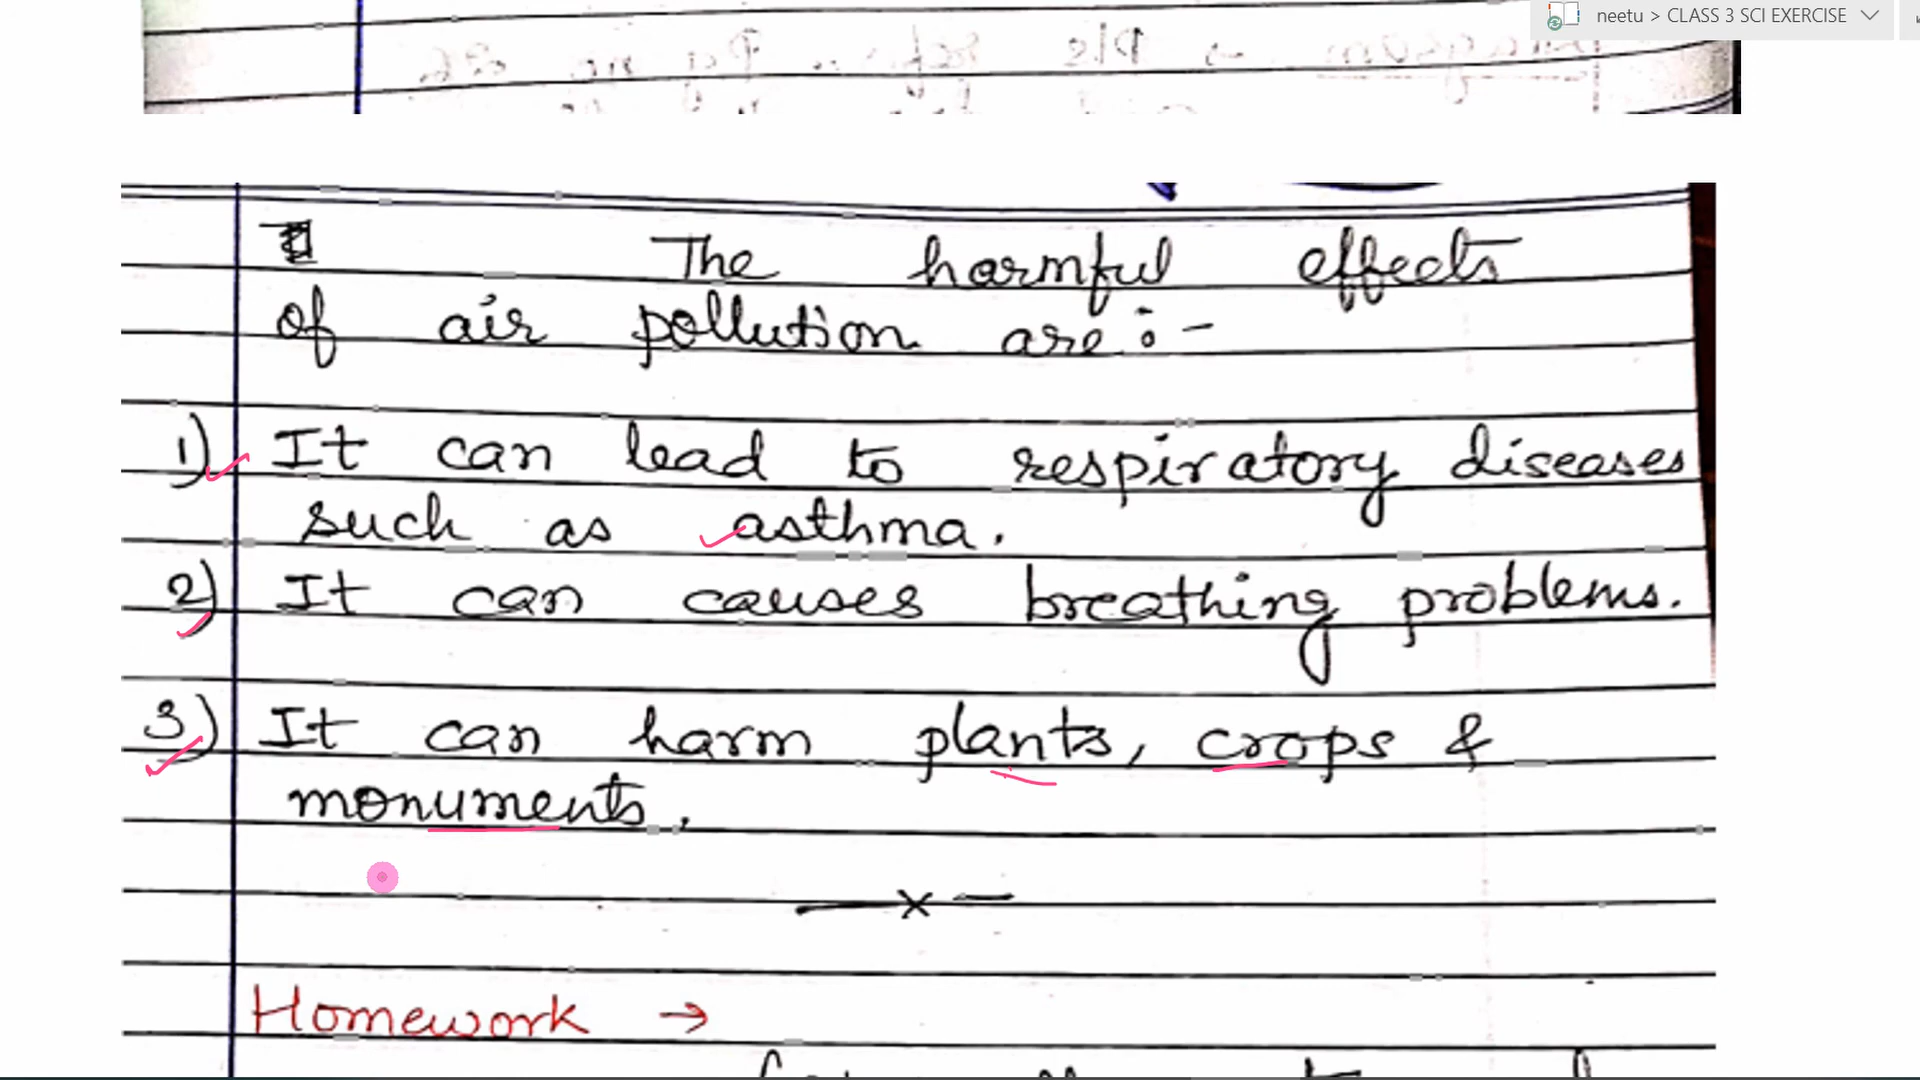 neetu > CLASS 3 SCI EXERCISE
The harmful effects
of air pollution are :-
1) It can lead to respiratory diseases
such as asthma.
2) It can causes breathing problems.
3) It can harm plants, crops &
monuments.
Homework →